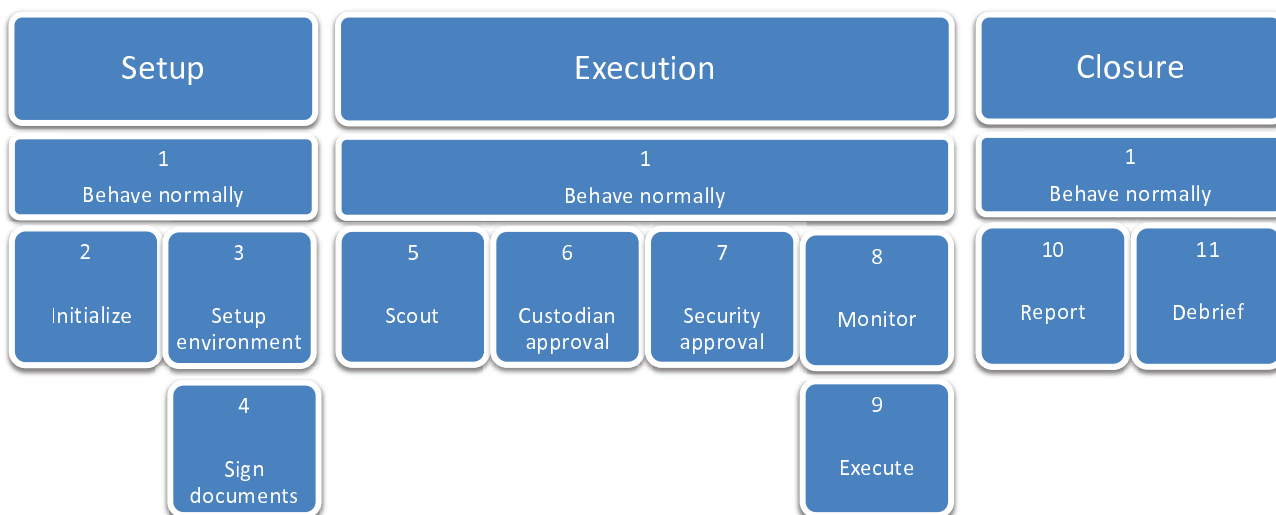 Setup
Execution
Closure
1
Behave normally
1
Behave normally
1
Behave normally
2
Initialize
3
Setup
environment
5
Scout
6
Custodian
approval
7
Security
approval
8
Monitor
10
Report
11
Debrief
4
Sign
documents
9
Execute